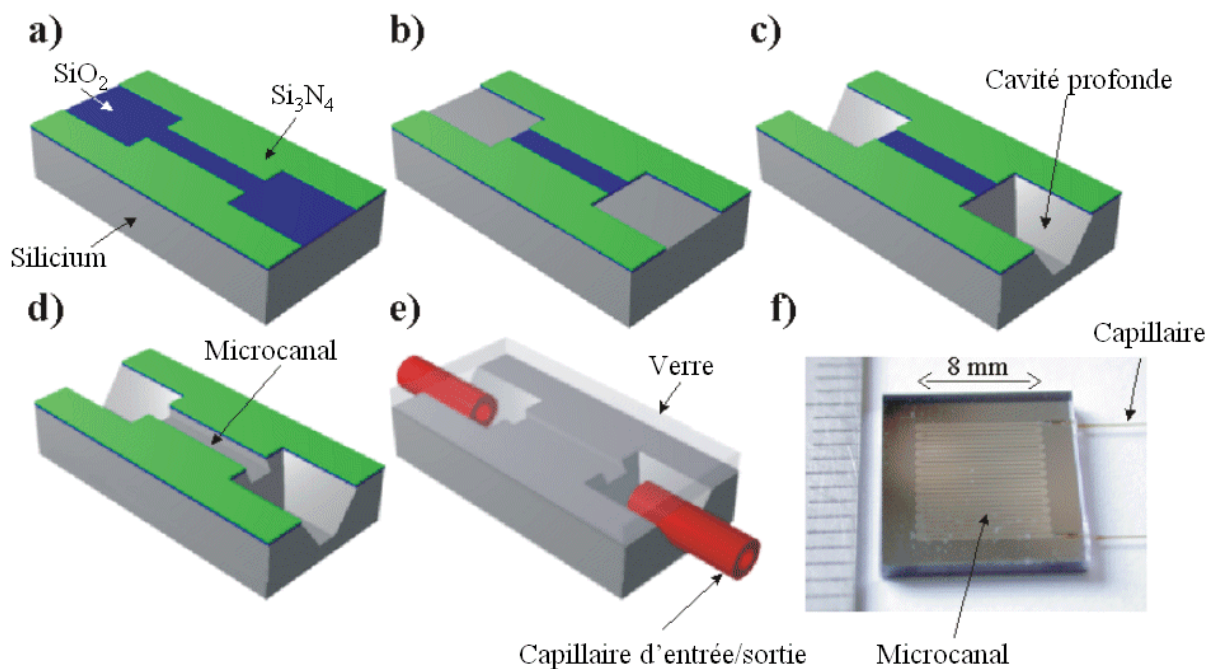 a)
SiO2
Si3N4
Silicium
b)
c)
Cavité profonde
d)
Microcanal
e)
Verre
Capillaire d'entrée/sortie
f)
Capillaire
8 mm
Microcanal